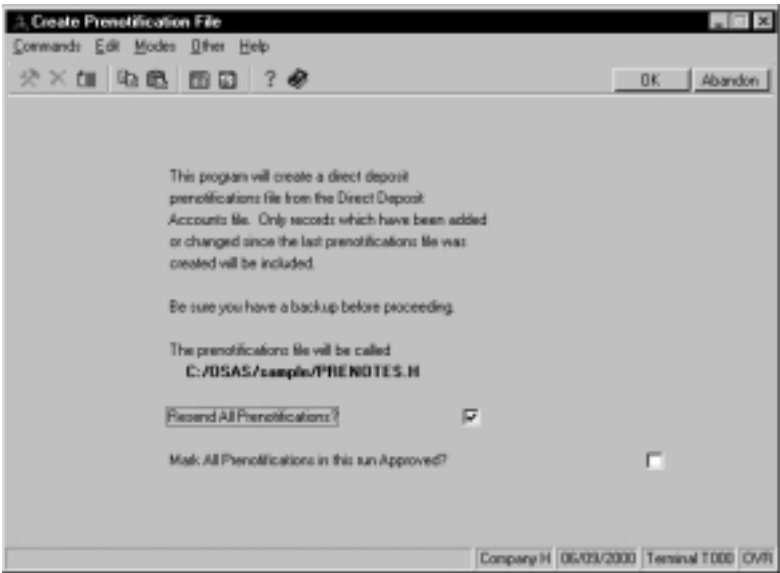 Create Prenotification File
Commands Edit Modes Other Help
OK Abandon
This program will create a direct deposit
prenotifications file from the Direct Deposit
Accounts file. Only records which have been added
or changed since the last prenotifications file was
created will be included.
Be sure you have a backup before proceeding.
The prenotifications file will be called
C:/OSAS/sample/PRENOTES.H
Resend All Prenotifications?
Mark All Prenotifications in this run Approved?
Company H 06/09/2000 Terminal T000 OVR